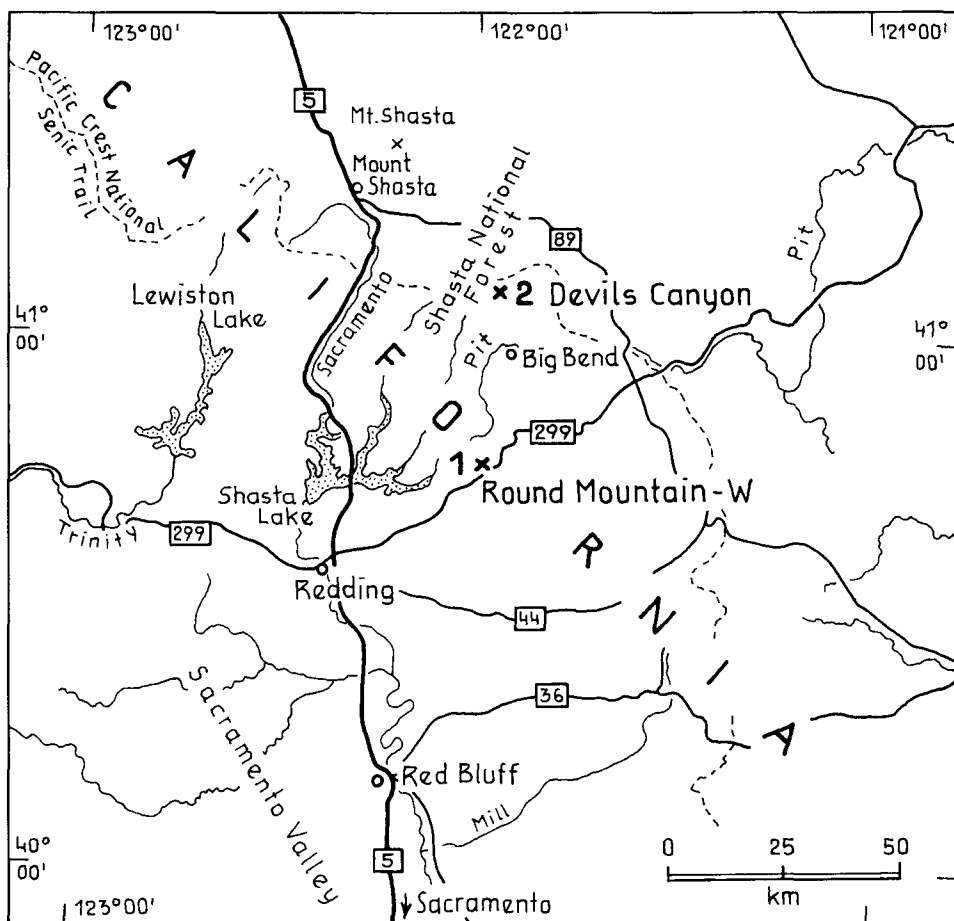 123°00'
122°00'
121°00'
Pacific Crest National
Senic Trail
CALIFORNIA
5
Mt. Shasta
Mount
Shasta
Shasta National
Forest
89
Pit
Lewiston
Lake
Sacramento
2 Devils Canyon
41°
00'
41°
00'
Pit
Big Bend
299
1
Round Mountain-W
Shasta
Lake
Trinity
299
Redding
44
36
Sacramento Valley
Red Bluff
Mill
40°
00'
5
0 25 50
km
123°00'
Sacramento